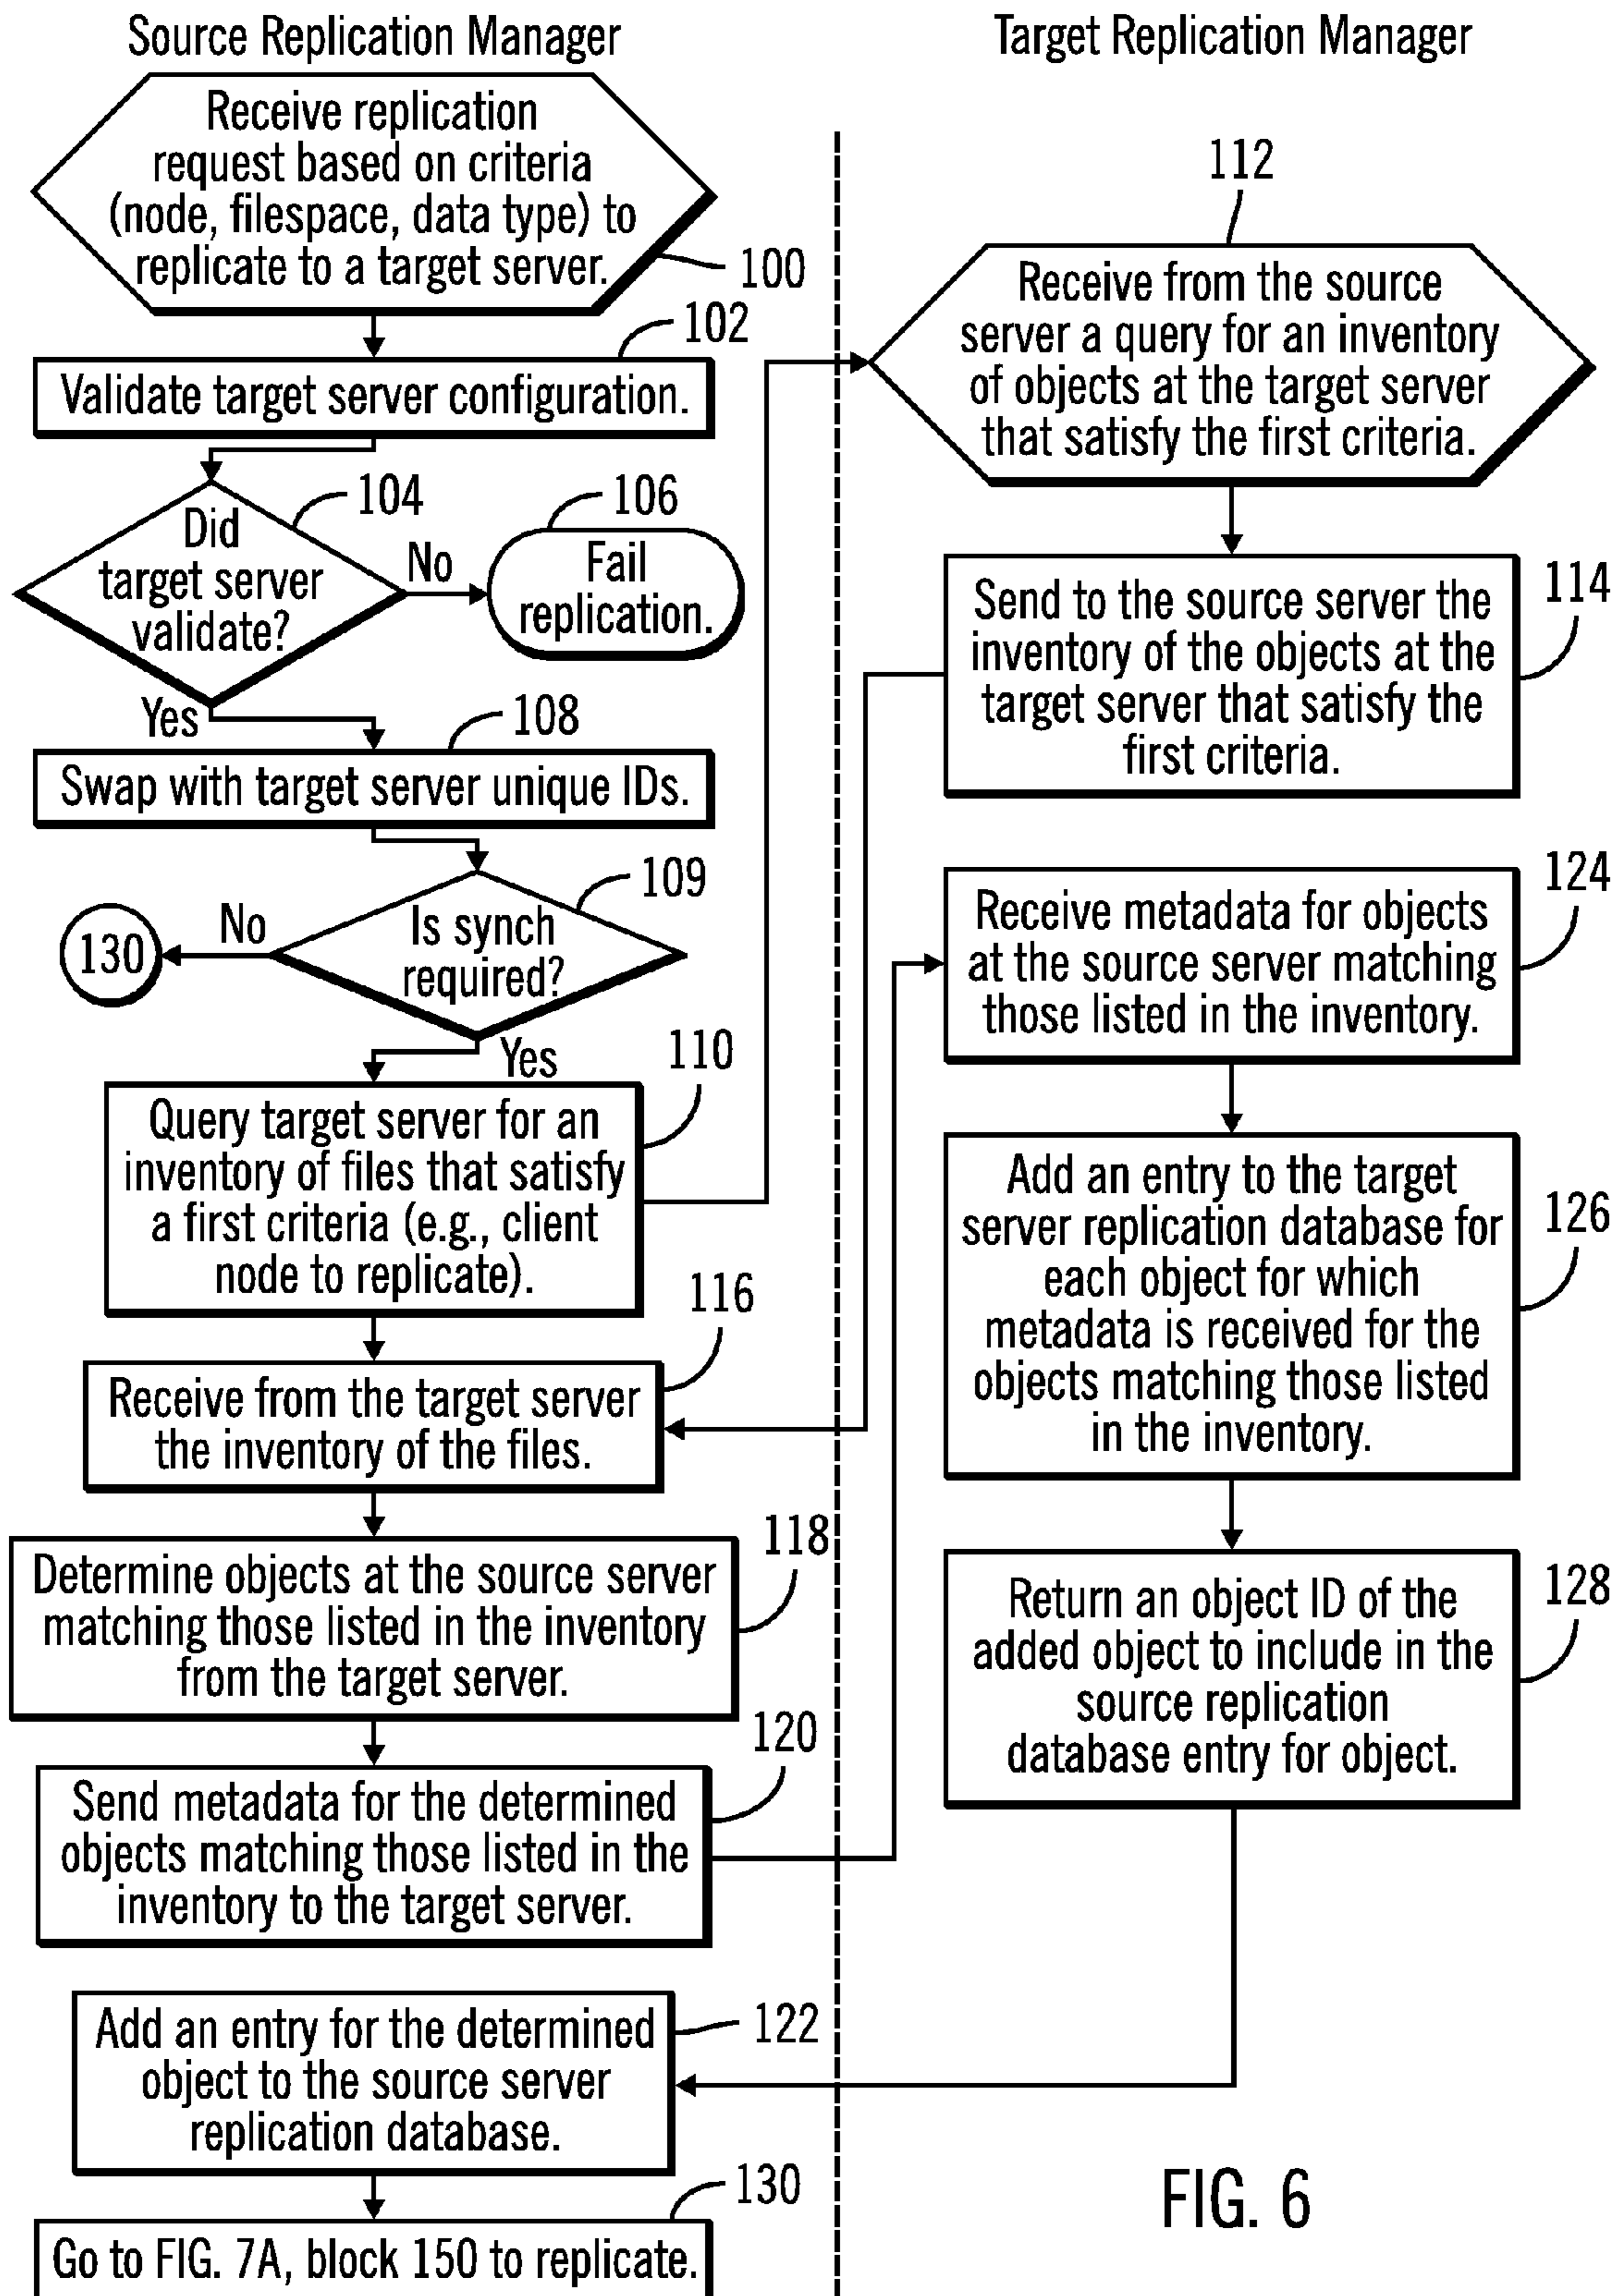 Source Replication Manager
Receive replication
request based on criteria
(node, filespace, data type) to
replicate to a target server.
100
102
Validate target server configuration.
104
Did
target server
validate?
No
106
Fail
replication.
Yes
108
Swap with target server unique IDs.
109
Is synch
required?
No
130
Yes
110
Query target server for an
inventory of files that satisfy
a first criteria (e.g., client
node to replicate).
116
Receive from the target server
the inventory of the files.
118
Determine objects at the source server
matching those listed in the inventory
from the target server.
120
Send metadata for the determined
objects matching those listed in the
inventory to the target server.
122
Add an entry for the determined
object to the source server
replication database.
130
Go to FIG. 7A, block 150 to replicate.
Target Replication Manager
112
Receive from the source
server a query for an inventory
of objects at the target server
that satisfy the first criteria.
114
Send to the source server the
inventory of the objects at the
target server that satisfy the
first criteria.
124
Receive metadata for objects
at the source server matching
those listed in the inventory.
126
Add an entry to the target
server replication database for
each object for which
metadata is received for the
objects matching those listed
in the inventory.
128
Return an object ID of the
added object to include in the
source replication
database entry for object.
FIG. 6